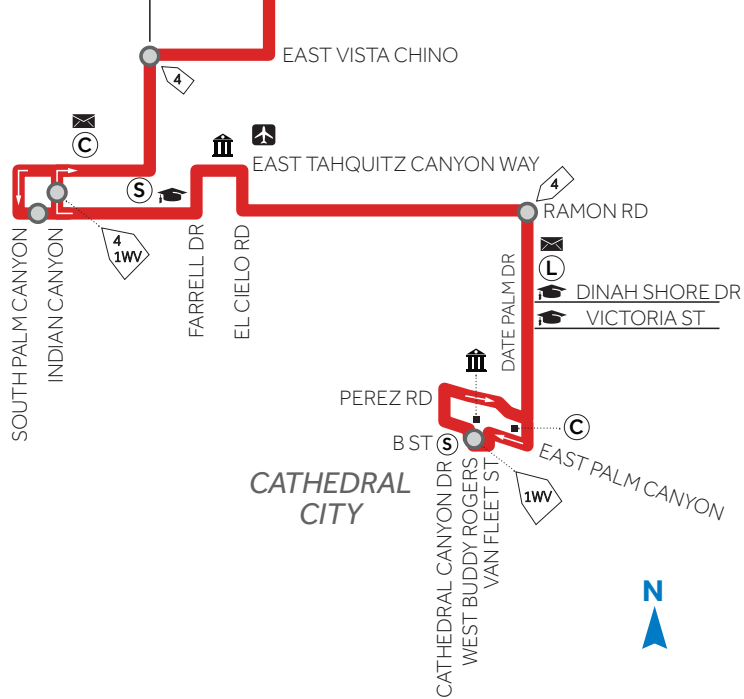 EAST VISTA CHINO
4
C
S
EAST TAHQUITZ CANYON WAY
4
RAMON RD
4
1WV
SOUTH PALM CANYON
INDIAN CANYON
FARRELL DR
EL CIELO RD
DATE PALM DR
L
DINAH SHORE DR
VICTORIA ST
PEREZ RD
C
B ST
S
EAST PALM CANYON
CATHEDRAL
CITY
CATHEDRAL CANYON DR
WEST BUDDY ROGERS
VAN FLEET ST
1WV
N